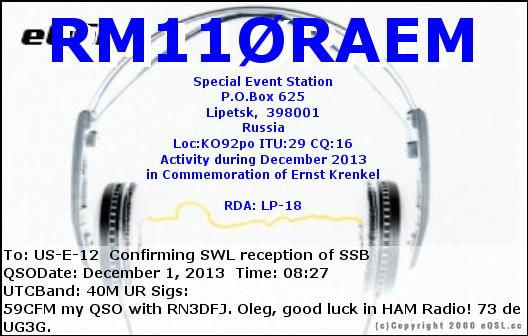 RM110RAEM
Special Event Station
P.O.Box 625
Lipetsk, 398001
Russia
Loc:KO92po ITU:29 CQ:16
Activity during December 2013
in Commemoration of Ernst Krenkel
RDA: LP-18
To: US-E-12 Confirming SWL reception of SSB
QSODate: December 1, 2013 Time: 08:27
UTCBand: 40M UR Sigs:
59CFM my QSO with RN3DFJ. Oleg, good luck in HAM Radio! 73 de
UG3G.
(c)Copyright 2000 eQSL.cc